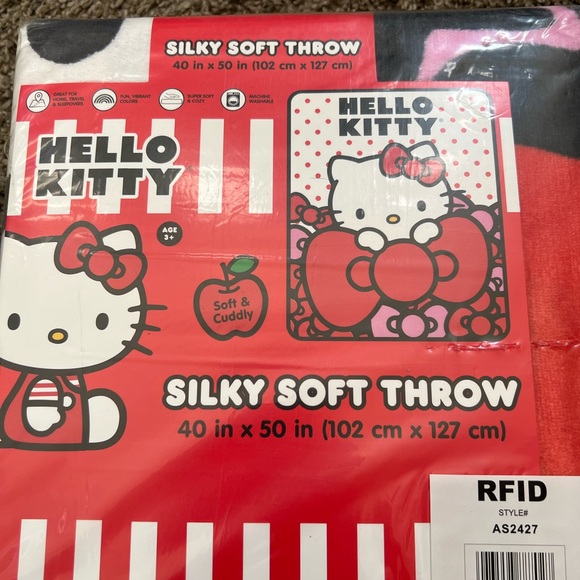 SILKY SOFT THROW
40 in x 50 in (102 cm x 127 cm)
GREAT FOR
HOME, TRAVEL
& SLEEPOVERS
FUN, VIBRANT
COLORS
SUPER SOFT
& COZY
MACHINE
WASHABLE
HELLO
KITTY
AGE
3+
HELLO
KITTY
Soft &
Cuddly
SILKY SOFT THROW
40 in x 50 in (102 cm x 127 cm)
RFID
STYLE#
AS2427